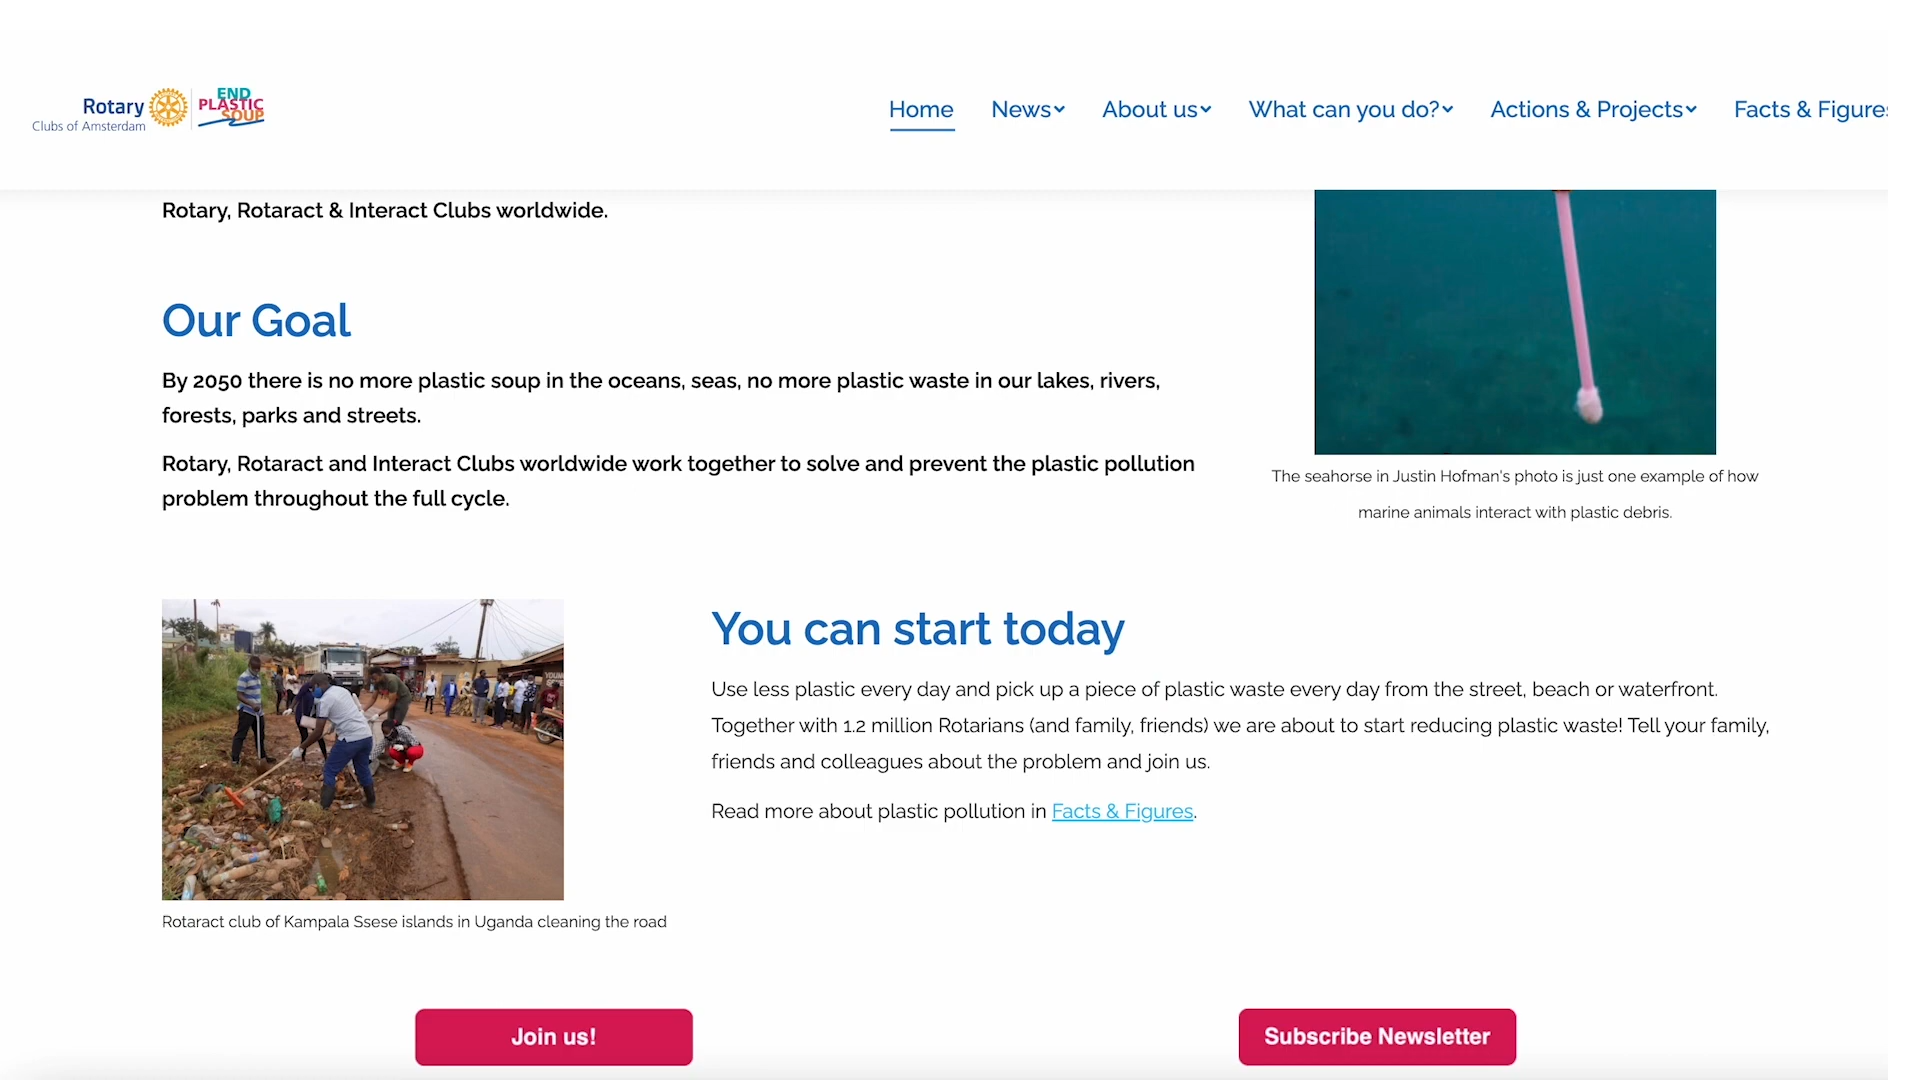 Rotary
Clubs of Amsterdam
END
PLASTIC
SOUP
Home
News
About us
What can you do?
Actions & Projects
Facts & Figures
Rotary, Rotaract & Interact Clubs worldwide.
Our Goal
By 2050 there is no more plastic soup in the oceans, seas, no more plastic waste in our lakes, rivers,
forests, parks and streets.
Rotary, Rotaract and Interact Clubs worldwide work together to solve and prevent the plastic pollution
problem throughout the full cycle.
The seahorse in Justin Hofman's photo is just one example of how
marine animals interact with plastic debris.
You can start today
Use less plastic every day and pick up a piece of plastic waste every day from the street, beach or waterfront.
Together with 1.2 million Rotarians (and family, friends) we are about to start reducing plastic waste! Tell your family,
friends and colleagues about the problem and join us.
Read more about plastic pollution in Facts & Figures.
Rotaract club of Kampala Ssese islands in Uganda cleaning the road
Join us!
Subscribe Newsletter